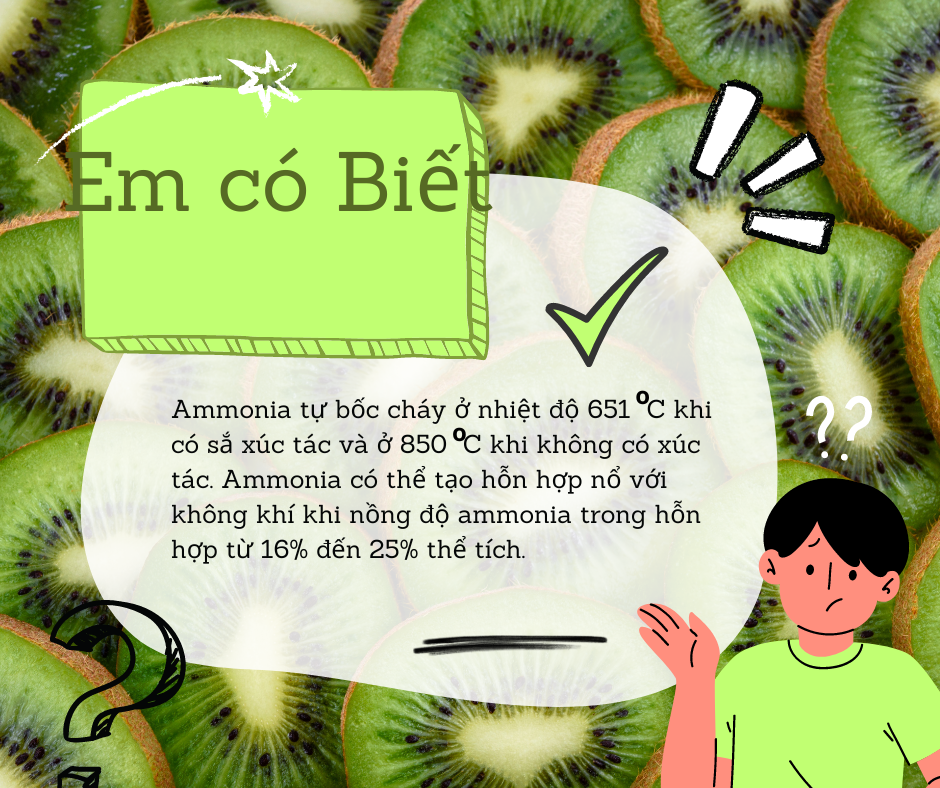 Em có Biết
Ammonia tự bốc cháy ở nhiệt độ 651 ⁰C khi
có sắ xúc tác và ở 850 ⁰C khi không có xúc
tác. Ammonia có thể tạo hỗn hợp nổ với
không khí khi nồng độ ammonia trong hỗn
hợp từ 16% đến 25% thể tích.
??
?